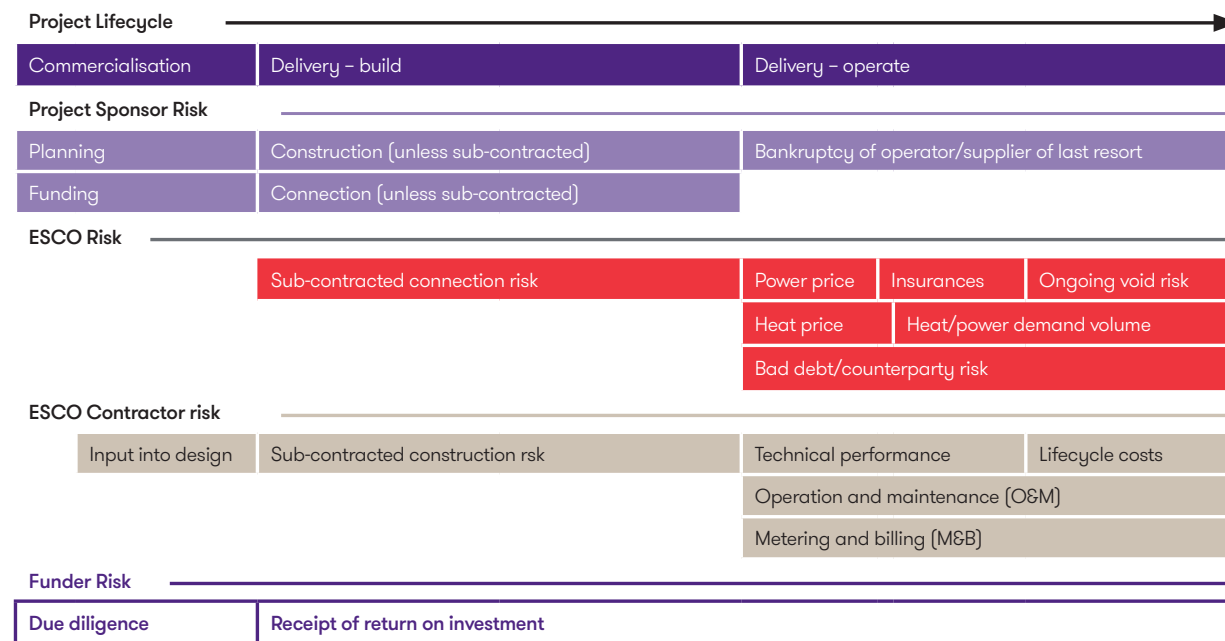 Project Lifecycle
Commercialisation
Delivery – build
Delivery – operate
Project Sponsor Risk
Planning
Construction (unless sub-contracted)
Bankruptcy of operator/supplier of last resort
Funding
Connection (unless sub-contracted)
ESCO Risk
Sub-contracted connection risk
Power price
Insurances
Ongoing void risk
Heat price
Heat/power demand volume
Bad debt/counterparty risk
ESCO Contractor risk
Input into design
Sub-contracted construction rsk
Technical performance
Lifecycle costs
Operation and maintenance (O&M)
Metering and billing (M&B)
Funder Risk
Due diligence
Receipt of return on investment